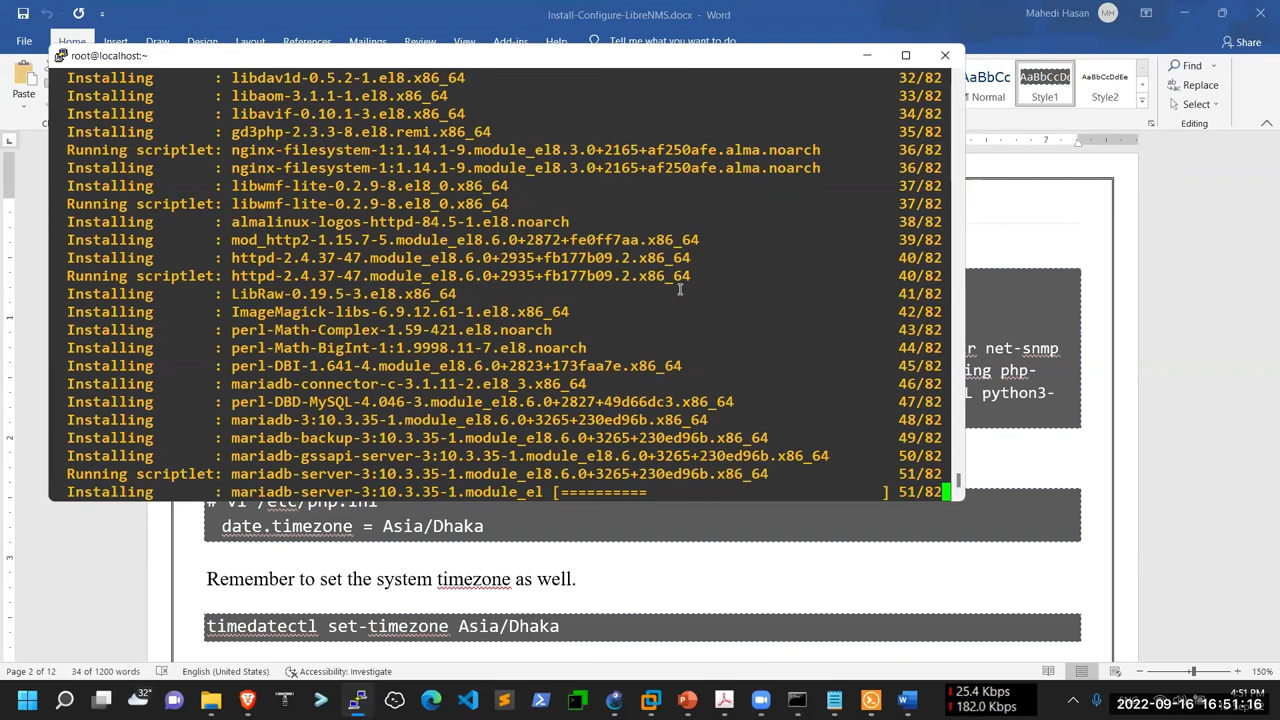 Install-Configure-LibreNMS.docx - Word
Mahedi Hasan
MH
File Home Insert Draw Design Layout References Mailings Review View Add-ins Help Tell me what you want to do
Share
root@localhost:~
Paste
AaBbCc
AaBbCcDc
AaBbCcDdEe
Normal
Style1
Style2
Find
Replace
Select
Editing
Installing : libdav1d-0.5.2-1.el8.x86_64 32/82
Installing : libaom-3.1.1-1.el8.x86_64 33/82
Installing : libavif-0.10.1-3.el8.x86_64 34/82
Installing : gd3php-2.3.3-8.el8.remi.x86_64 35/82
Running scriptlet: nginx-filesystem-1:1.14.1-9.module_el8.3.0+2165+af250afe.alma.noarch 36/82
Installing : nginx-filesystem-1:1.14.1-9.module_el8.3.0+2165+af250afe.alma.noarch 36/82
Installing : libwmf-lite-0.2.9-8.el8_0.x86_64 37/82
Running scriptlet: libwmf-lite-0.2.9-8.el8_0.x86_64 37/82
Installing : almalinux-logos-httpd-84.5-1.el8.noarch 38/82
Installing : mod_http2-1.15.7-5.module_el8.6.0+2872+fe0ff7aa.x86_64 39/82
Installing : httpd-2.4.37-47.module_el8.6.0+2935+fb177b09.2.x86_64 40/82
Running scriptlet: httpd-2.4.37-47.module_el8.6.0+2935+fb177b09.2.x86_64 40/82
Installing : LibRaw-0.19.5-3.el8.x86_64 41/82
Installing : ImageMagick-libs-6.9.12.61-1.el8.x86_64 42/82
Installing : perl-Math-Complex-1.59-421.el8.noarch 43/82
Installing : perl-Math-BigInt-1:1.9998.11-7.el8.noarch 44/82
Installing : perl-DBI-1.641-4.module_el8.6.0+2823+173faa7e.x86_64 45/82
Installing : mariadb-connector-c-3.1.11-2.el8_3.x86_64 46/82
Installing : perl-DBD-MySQL-4.046-3.module_el8.6.0+2827+49d66dc3.x86_64 47/82
Installing : mariadb-3:10.3.35-1.module_el8.6.0+3265+230ed96b.x86_64 48/82
Installing : mariadb-backup-3:10.3.35-1.module_el8.6.0+3265+230ed96b.x86_64 49/82
Installing : mariadb-gssapi-server-3:10.3.35-1.module_el8.6.0+3265+230ed96b.x86_64 50/82
Running scriptlet: mariadb-server-3:10.3.35-1.module_el8.6.0+3265+230ed96b.x86_64 51/82
Installing : mariadb-server-3:10.3.35-1.module_el [========== ] 51/82
r net-snmp
ing php-
L python3-
# vi /etc/php.ini
date.timezone = Asia/Dhaka
Remember to set the system timezone as well.
timedatectl set-timezone Asia/Dhaka
Page 2 of 12 34 of 1200 words English (United States) Accessibility: Investigate 150%
32°
25.4 Kbps
182.0 Kbps
4:51 PM
2022-09-16 16:51:16